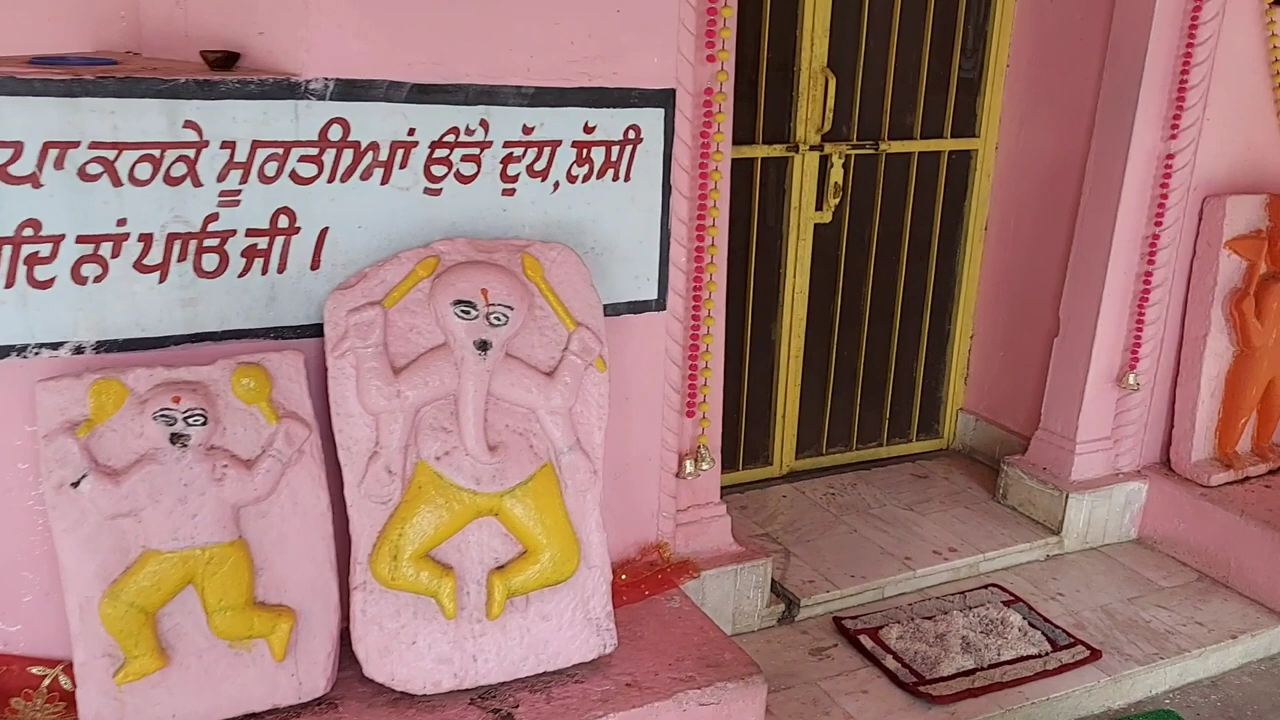 ਪਾ ਕਰਕੇ ਮੂਰਤੀਆਂ ਉੱਤੇ ਦੁੱਧ, ਲੱਸੀ
ਦਿ ਨਾਂ ਪਾਓ ਜੀ।